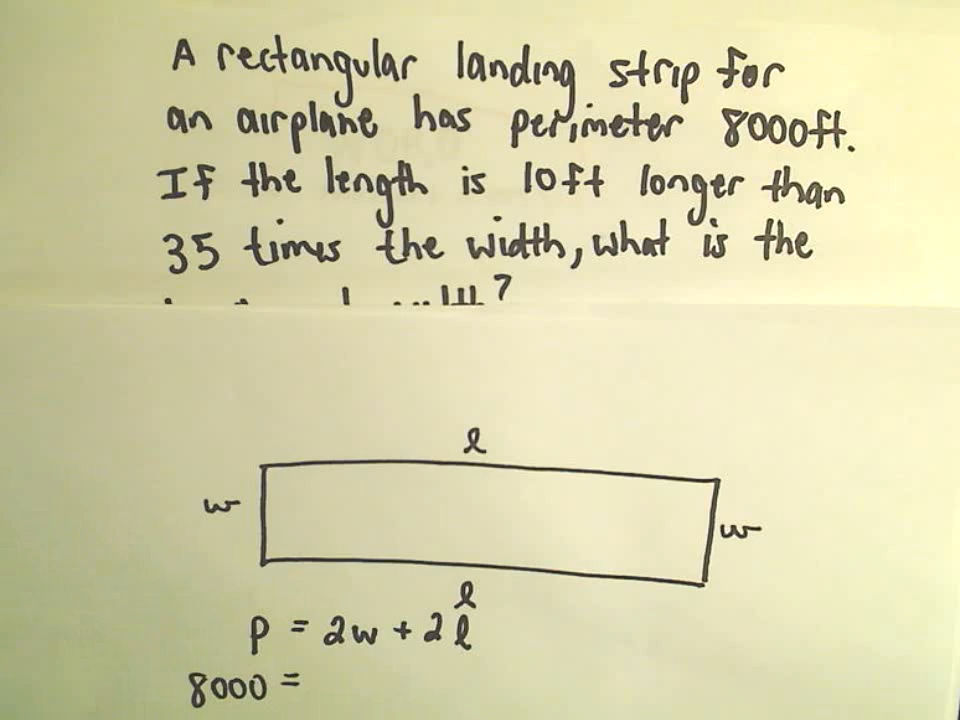 A rectangular landing strip for
an airplane has perimeter 8000ft.
If the length is 10ft longer than
35 times the width, what is the
?
l
w
w
l
P = 2w + 2l
8000 =